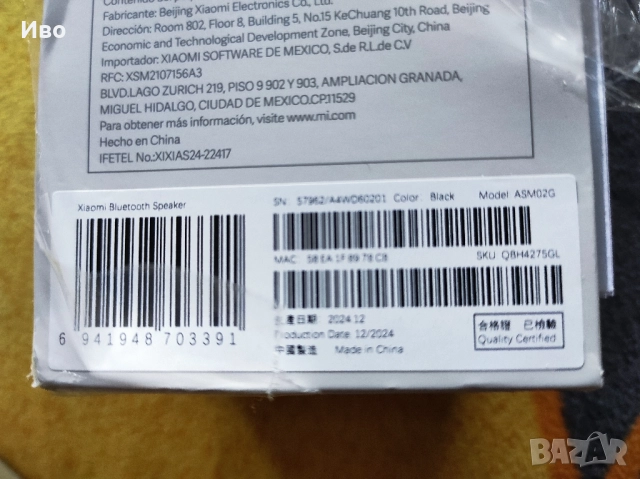 Иво
Fabricante: Beijing Xiaomi Electronics Co., Ltd.
Dirección: Room 802, Floor 8, Building 5, No.15 KeChuang 10th Road, Beijing
Economic and Technological Development Zone, Beijing City, China
Importador: XIAOMI SOFTWARE DE MEXICO, S.de R.L.de C.V
RFC: XSM2107156A3
BLVD.LAGO ZURICH 219, PISO 9 902 Y 903, AMPLIACION GRANADA,
MIGUEL HIDALGO, CIUDAD DE MEXICO.CP.11529
Para obtener más información, visite www.mi.com
Hecho en China
IFETEL No.:XIXIAS24-22417
Xiaomi Bluetooth Speaker
SN: 57962/A4WD60201 Color: Black Model: ASM02G
MAC: 58 EA 1F 89 78 C8 SKU: QBH4275GL
6 941948 703391
生產日期 2024.12
Production Date: 12/2024
中國製造 Made in China
合格證 已檢驗
Quality Certified
BAZAR